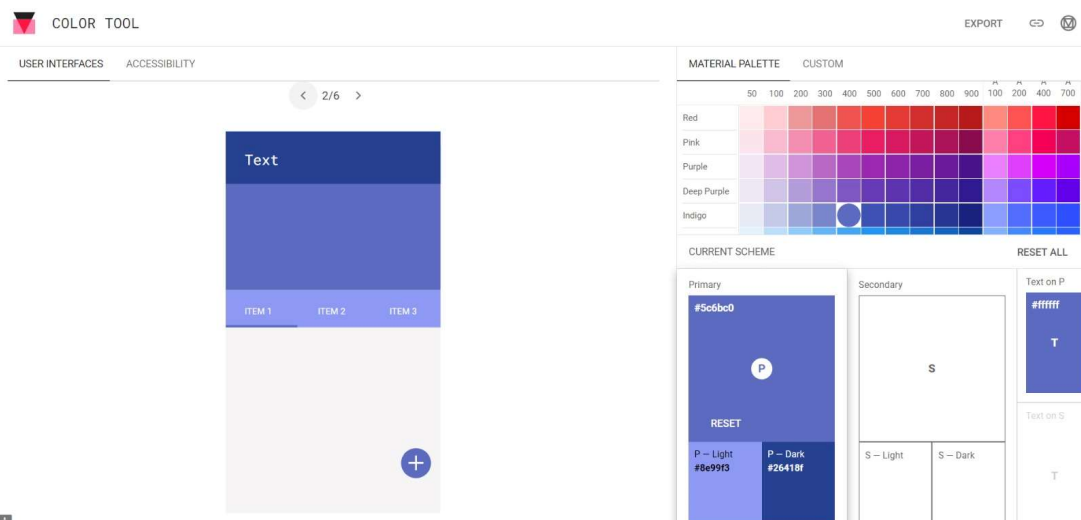 COLOR TOOL
EXPORT
USER INTERFACES ACCESSIBILITY
2/6
Text
ITEM 1 ITEM 2 ITEM 3
MATERIAL PALETTE CUSTOM
A A A A
50 100 200 300 400 500 600 700 800 900 100 200 400 700
Red
Pink
Purple
Deep Purple
Indigo
CURRENT SCHEME RESET ALL
Primary
#5c6bc0
P
RESET
P — Light
#8e99f3
P — Dark
#26418f
Secondary
S
S — Light
S — Dark
Text on P
#ffffff
T
Text on S
T